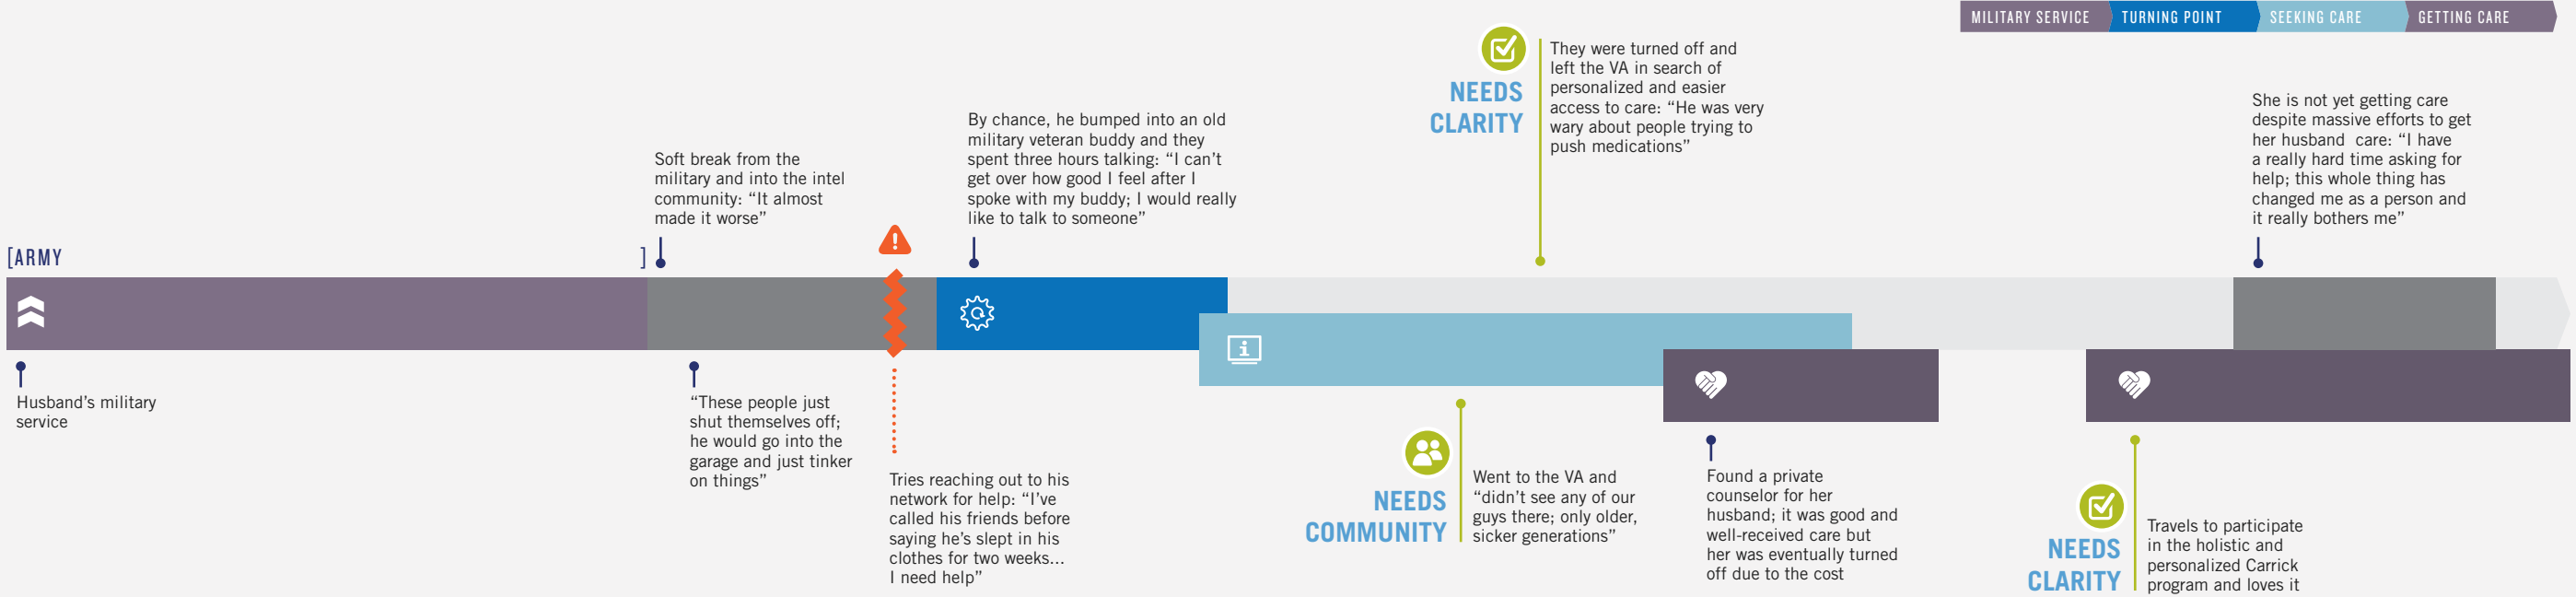 MILITARY SERVICE
TURNING POINT
SEEKING CARE
GETTING CARE
[ARMY
]
Husband's military
service
Soft break from the
military and into the intel
community: “It almost
made it worse”
“These people just
shut themselves off;
he would go into the
garage and just tinker
on things”
Tries reaching out to his
network for help: “I've
called his friends before
saying he's slept in his
clothes for two weeks...
I need help”
By chance, he bumped into an old
military veteran buddy and they
spent three hours talking: “I can't
get over how good I feel after I
spoke with my buddy; I would really
like to talk to someone”
NEEDS
COMMUNITY
Went to the VA and
“didn't see any of our
guys there; only older,
sicker generations”
NEEDS
CLARITY
They were turned off and
left the VA in search of
personalized and easier
access to care: “He was very
wary about people trying to
push medications”
Found a private
counselor for her
husband; it was good and
well-received care but
her was eventually turned
off due to the cost
NEEDS
CLARITY
Travels to participate
in the holistic and
personalized Carrick
program and loves it
She is not yet getting care
despite massive efforts to get
her husband  care: “I have
a really hard time asking for
help; this whole thing has
changed me as a person and
it really bothers me”